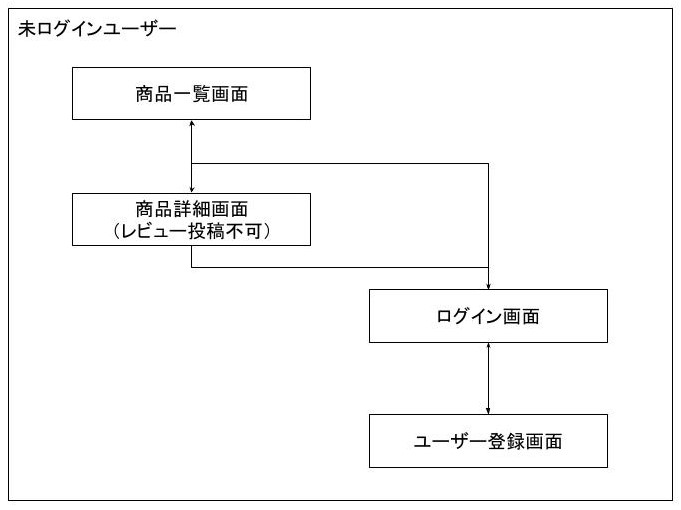 未ログインユーザー
商品一覧画面
商品詳細画面
（レビュー投稿不可）
ログイン画面
ユーザー登録画面